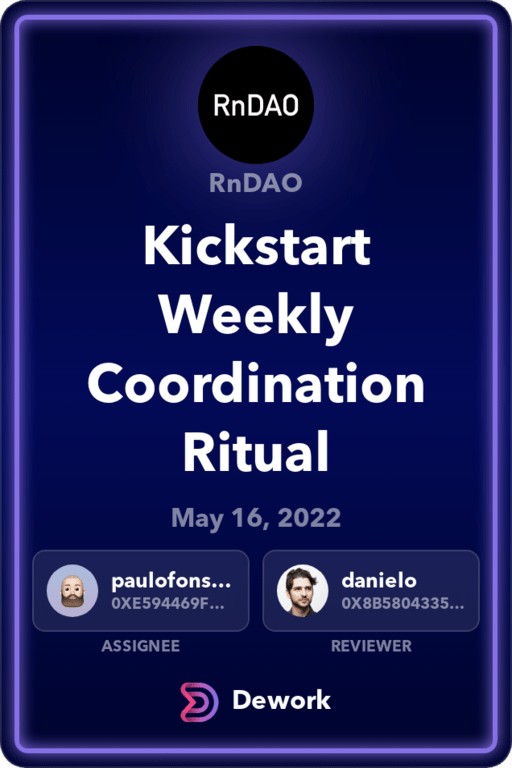 RnDAO
RnDAO
Kickstart
Weekly
Coordination
Ritual
May 16, 2022
paulofons...
0XE594469F...
danielo
0X8B5804335...
ASSIGNEE
REVIEWER
Dework